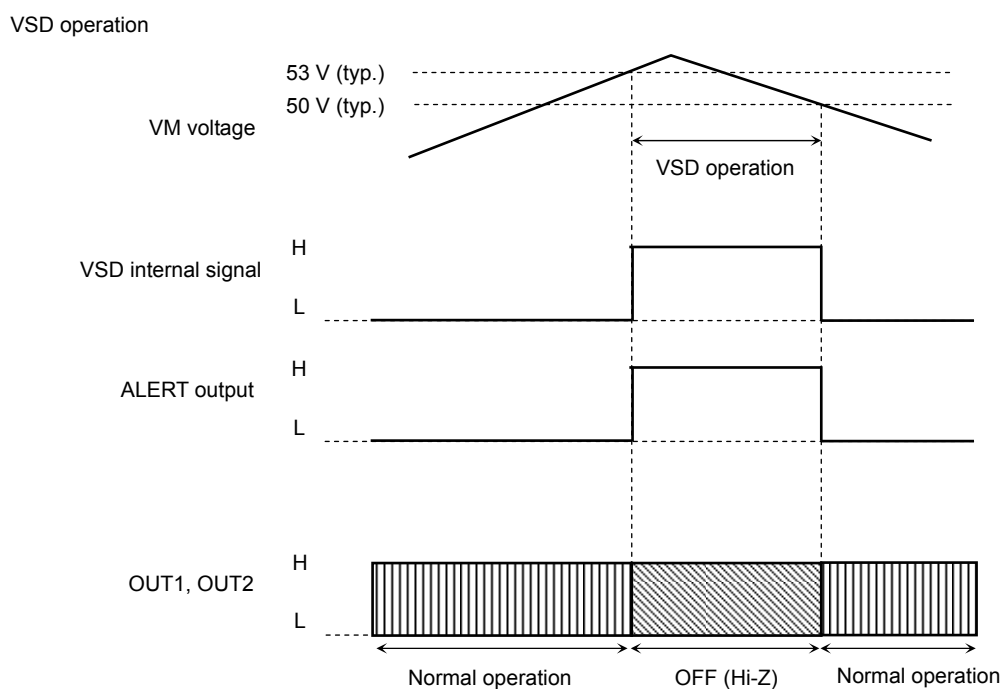 VSD operation
53 V (typ.)
50 V (typ.)
VM voltage
VSD operation
H
VSD internal signal
L
H
ALERT output
L
H
OUT1, OUT2
L
Normal operation
OFF (Hi-Z)
Normal operation